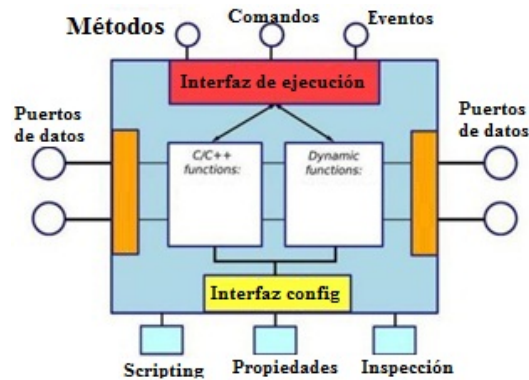 Métodos
Comandos
Eventos
Interfaz de ejecución
Puertos
de datos
Puertos
de datos
C/C++
functions:
Dynamic
functions:
Interfaz config
Scripting
Propiedades
Inspección